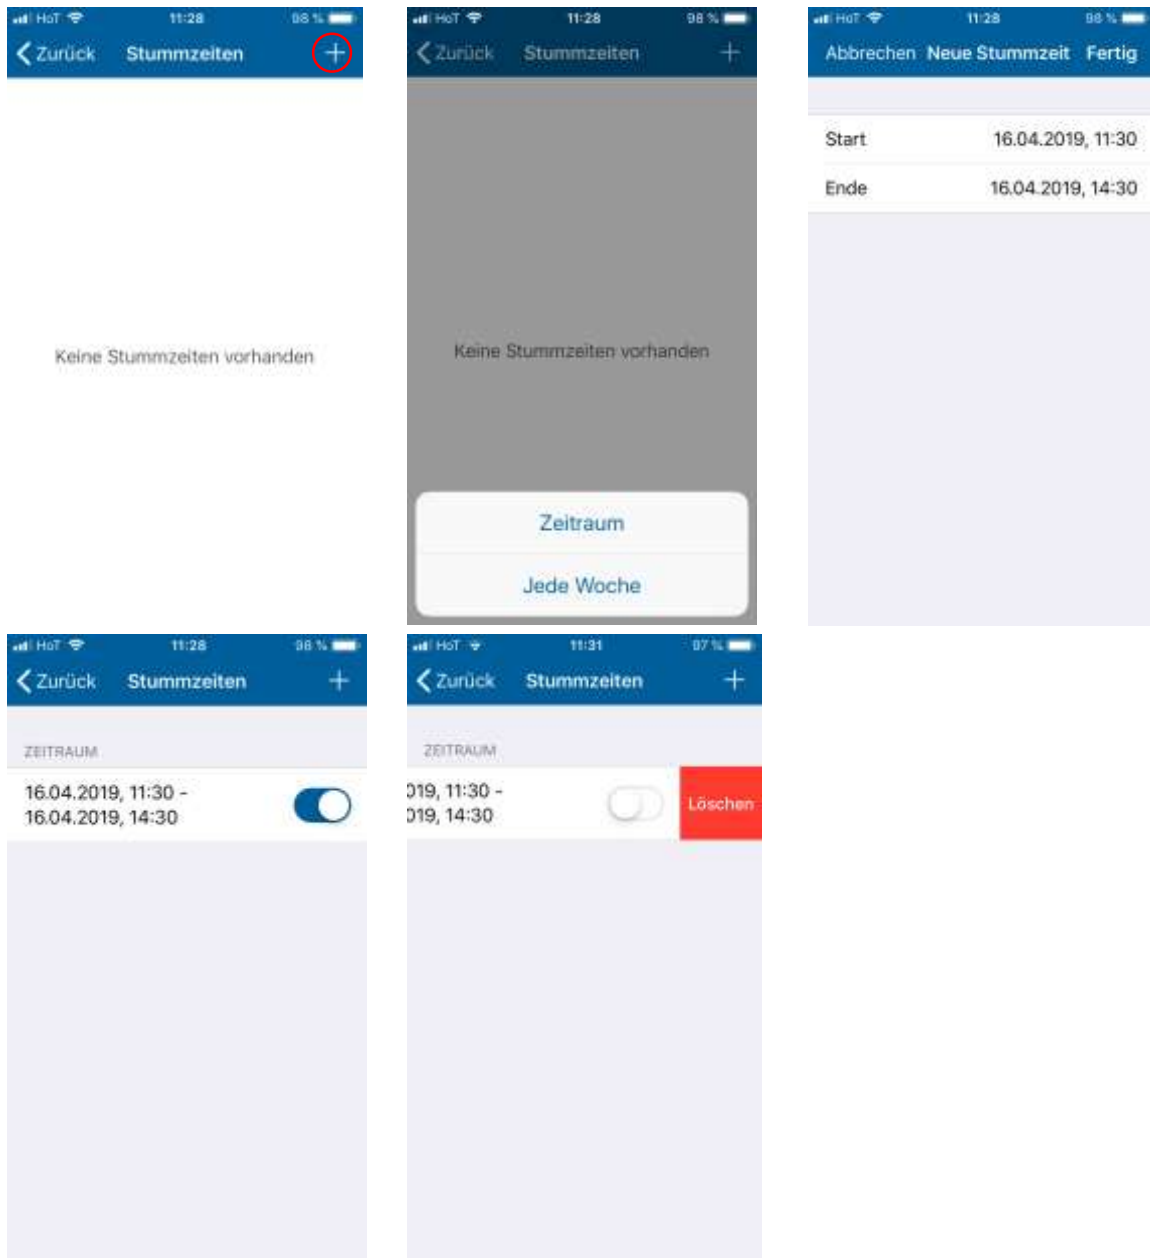 HoT 11:28 98 %
Zurück Stummzeiten +
Keine Stummzeiten vorhanden
HoT 11:28 98 %
Zurück Stummzeiten +
Keine Stummzeiten vorhanden
Zeitraum
Jede Woche
HoT 11:28 98 %
Abbrechen Neue Stummzeit Fertig
Start 16.04.2019, 11:30
Ende 16.04.2019, 14:30
HoT 11:28 98 %
Zurück Stummzeiten +
ZEITRAUM
16.04.2019, 11:30 -
16.04.2019, 14:30
HoT 11:31 97 %
Zurück Stummzeiten +
ZEITRAUM
019, 11:30 -
019, 14:30
Löschen